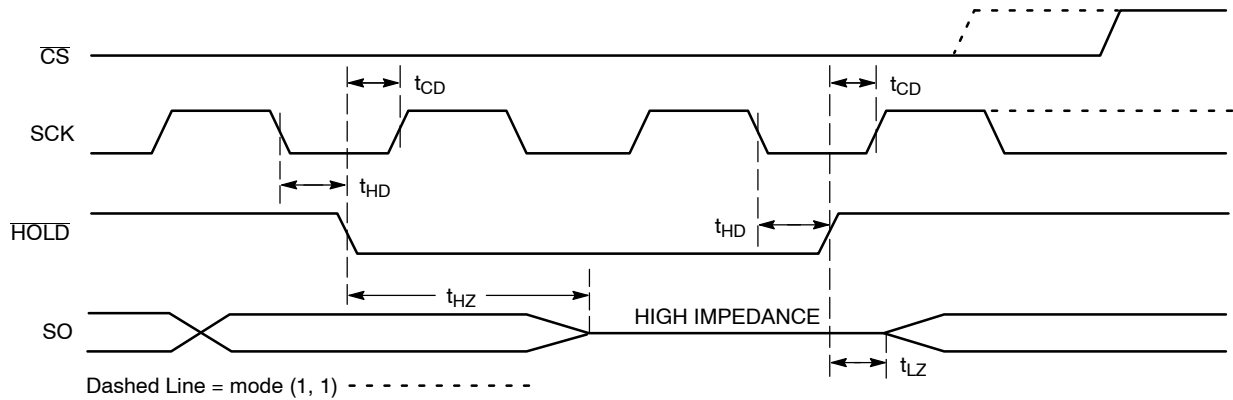 CS
tCD
tCD
SCK
tHD
HOLD
tHD
tHZ
HIGH IMPEDANCE
SO
tLZ
Dashed Line = mode (1, 1)